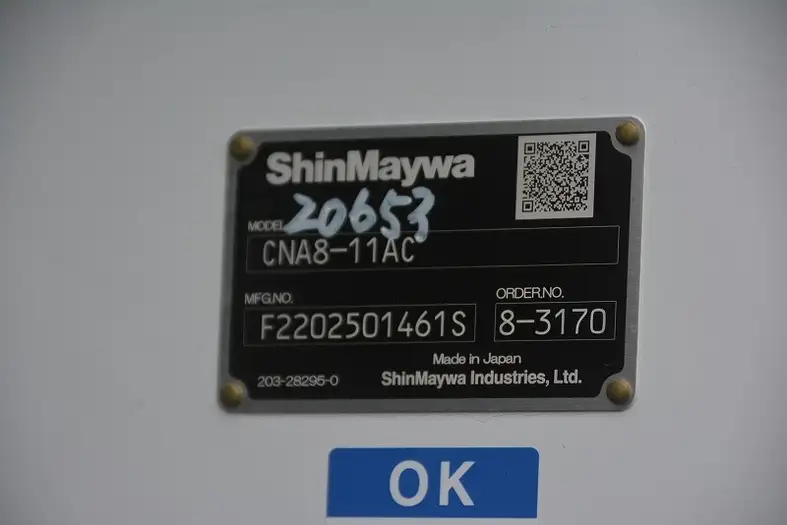 ShinMaywa
20653
MODEL
CNA8-11AC
MFG.NO.
F2202501461S
ORDER.NO.
8-3170
Made in Japan
203-28295-0
ShinMaywa Industries, Ltd.
OK